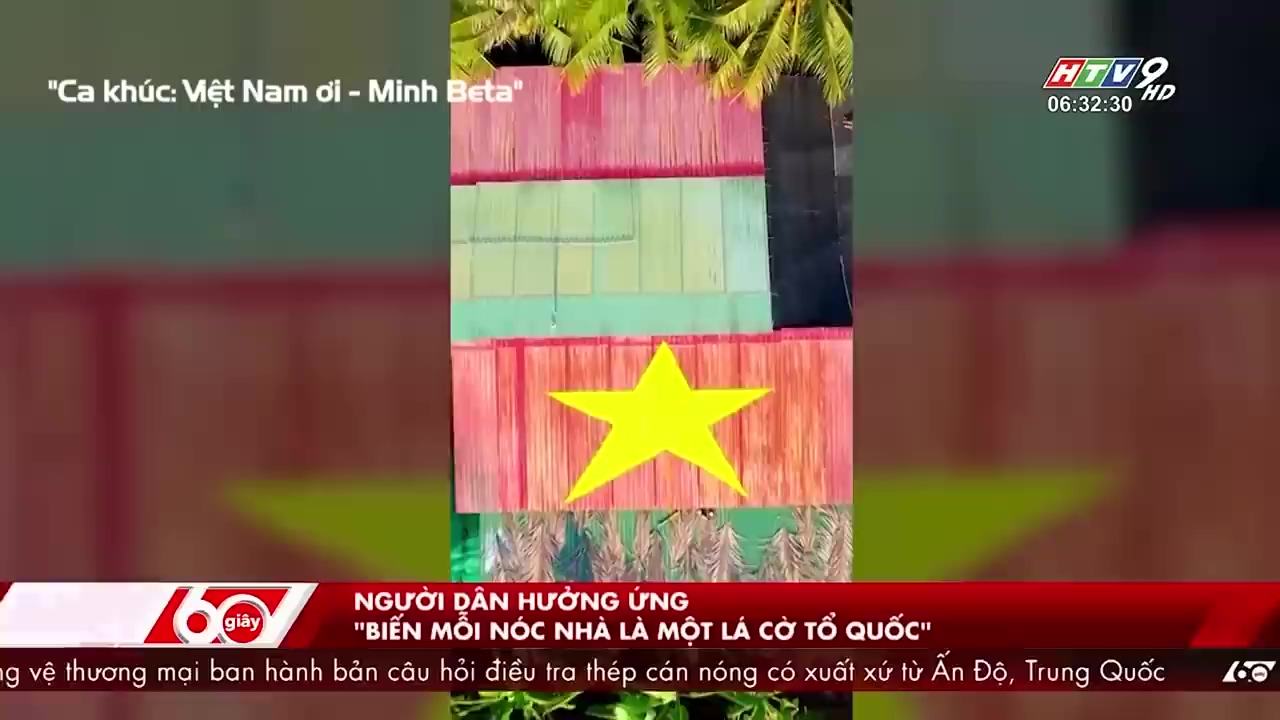 "Ca khúc: Việt Nam ơi - Minh Beta"
HTV9 HD
06:32:30
60 giây
NGƯỜI DÂN HƯỞNG ỨNG
"BIẾN MỖI NÓC NHÀ LÀ MỘT LÁ CỜ TỔ QUỐC"
vệ thương mại ban hành bản câu hỏi điều tra thép cán nóng có xuất xứ từ Ấn Độ, Trung Quốc
60